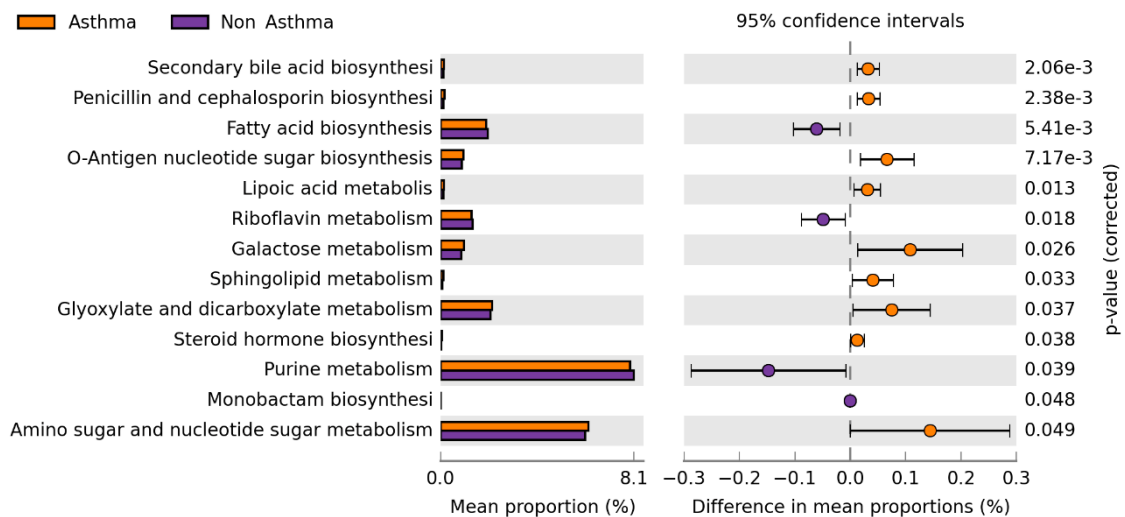 Asthma Non Asthma
95% confidence intervals
Secondary bile acid biosynthesi 2.06e-3
Penicillin and cephalosporin biosynthesi 2.38e-3
Fatty acid biosynthesis 5.41e-3
O-Antigen nucleotide sugar biosynthesis 7.17e-3
Lipoic acid metabolis 0.013
Riboflavin metabolism 0.018
Galactose metabolism 0.026
Sphingolipid metabolism 0.033
Glyoxylate and dicarboxylate metabolism 0.037
Steroid hormone biosynthesi 0.038
Purine metabolism 0.039
Monobactam biosynthesi 0.048
Amino sugar and nucleotide sugar metabolism 0.049
p-value (corrected)
0.0 8.1 −0.3 −0.2 −0.1 0.0 0.1 0.2 0.3
Mean proportion (%) Difference in mean proportions (%)